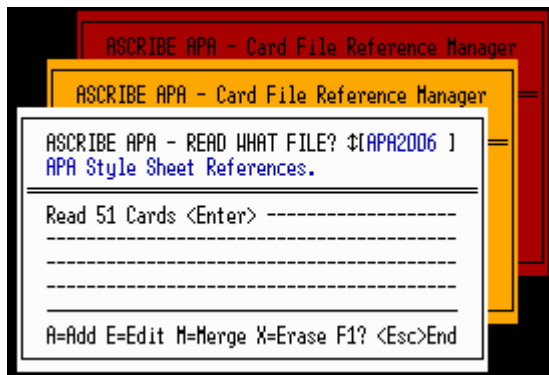 ASCRIBE APA - Card File Reference Manager
ASCRIBE APA - Card File Reference Manager
ASCRIBE APA - READ WHAT FILE? ↕[APA2006 ]
APA Style Sheet References.
Read 51 Cards <Enter> -------------------
-----------------------------------------
-----------------------------------------
-----------------------------------------
A=Add E=Edit M=Merge X=Erase F1? <Esc>End